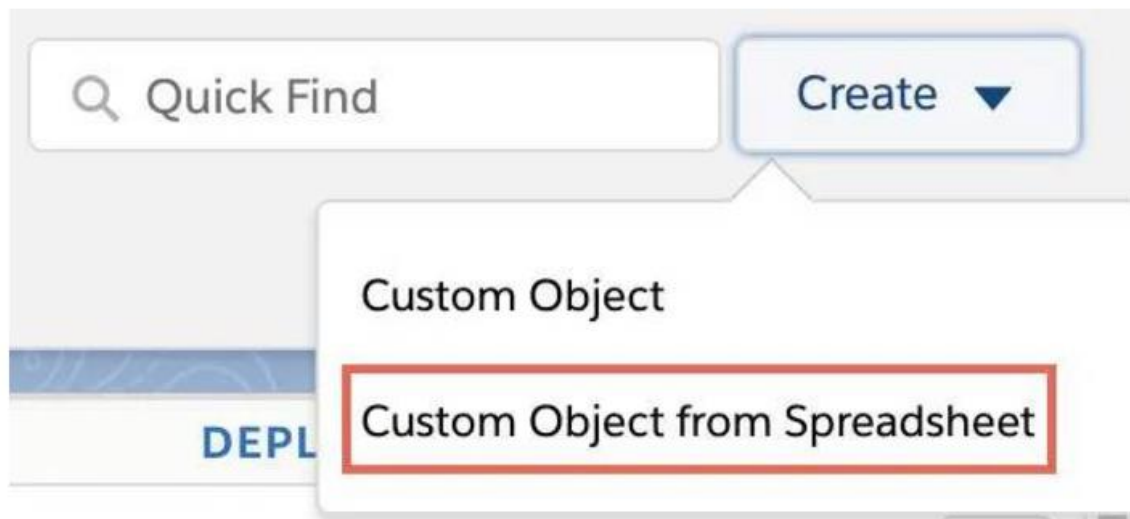 Quick Find
Create
Custom Object
Custom Object from Spreadsheet
DEPL